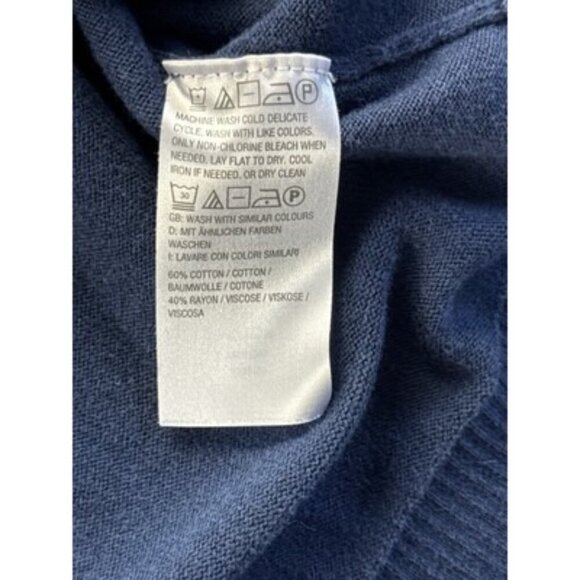 P
MACHINE WASH COLD DELICATE
CYCLE. WASH WITH LIKE COLORS.
ONLY NON-CHLORINE BLEACH WHEN
NEEDED. LAY FLAT TO DRY. COOL
IRON IF NEEDED. OR DRY CLEAN
30 P
GB: WASH WITH SIMILAR COLOURS
D: MIT ÄHNLICHEN FARBEN
WASCHEN
I: LAVARE CON COLORI SIMILARI
60% COTTON / COTTON /
BAUMWOLLE / COTONE
40% RAYON / VISCOSE / VISKOSE /
VISCOSA